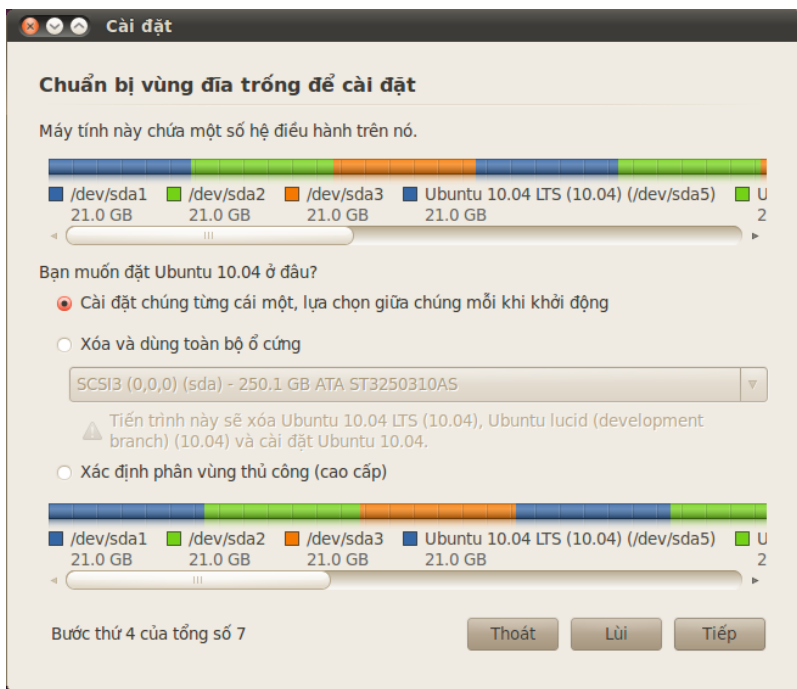 Cài đặt
Chuẩn bị vùng đĩa trống để cài đặt
Máy tính này chứa một số hệ điều hành trên nó.
/dev/sda1 /dev/sda2 /dev/sda3 Ubuntu 10.04 LTS (10.04) (/dev/sda5) U
21.0 GB 21.0 GB 21.0 GB 21.0 GB 2
Bạn muốn đặt Ubuntu 10.04 ở đâu?
Cài đặt chúng từng cái một, lựa chọn giữa chúng mỗi khi khởi động
Xóa và dùng toàn bộ ổ cứng
SCSI3 (0,0,0) (sda) - 250.1 GB ATA ST3250310AS
Tiến trình này sẽ xóa Ubuntu 10.04 LTS (10.04), Ubuntu lucid (development
branch) (10.04) và cài đặt Ubuntu 10.04.
Xác định phân vùng thủ công (cao cấp)
/dev/sda1 /dev/sda2 /dev/sda3 Ubuntu 10.04 LTS (10.04) (/dev/sda5) U
21.0 GB 21.0 GB 21.0 GB 21.0 GB 2
Bước thứ 4 của tổng số 7 Thoát Lùi Tiếp